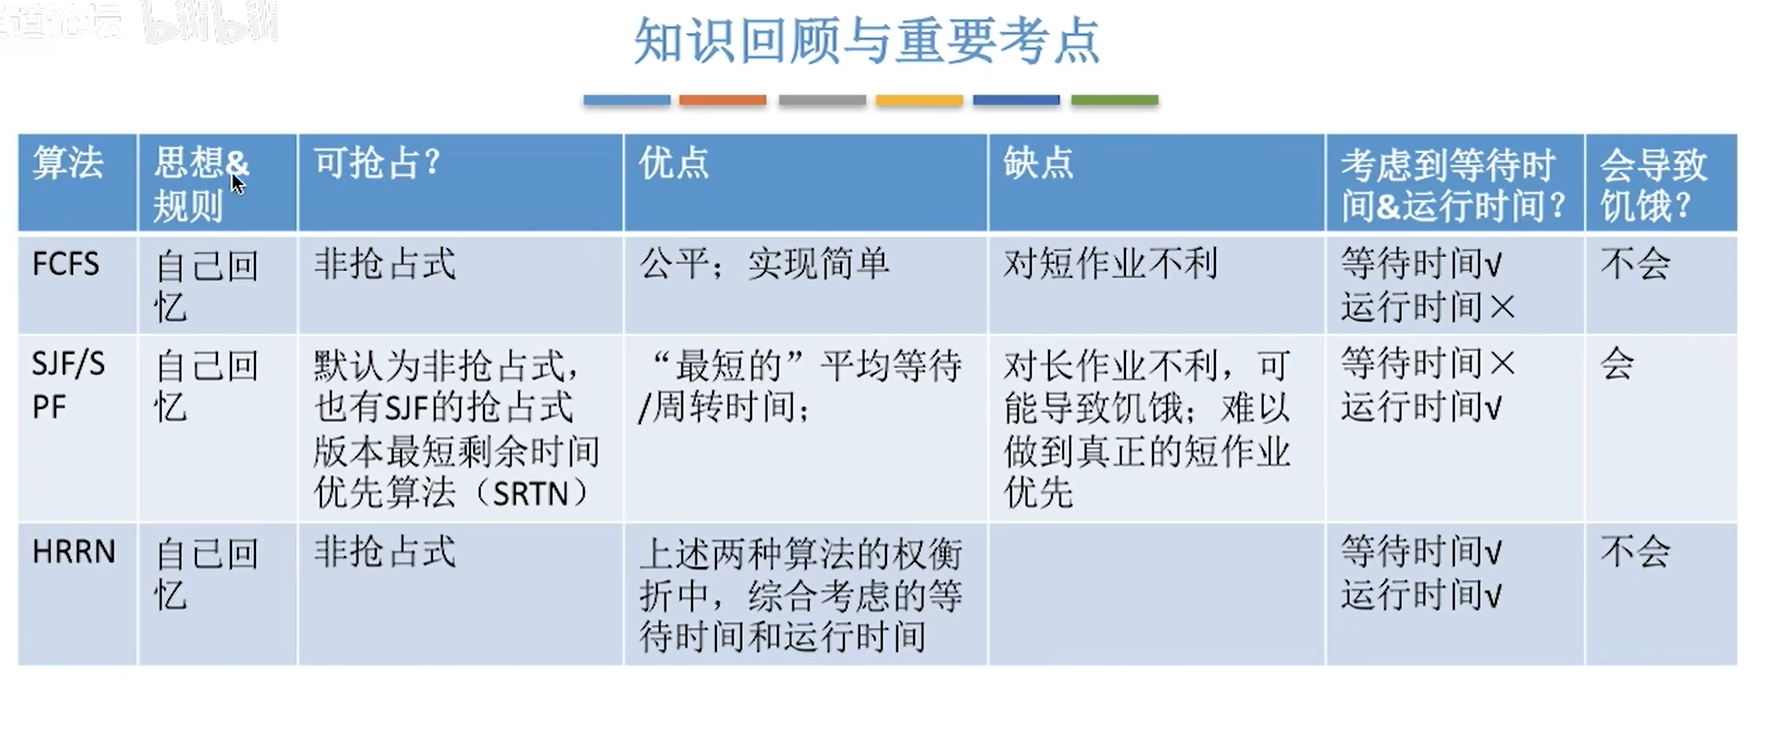 道论坛 bilibili
知识回顾与重要考点
算法
思想&
规则
可抢占？
优点
缺点
考虑到等待时
间&运行时间？
会导致
饥饿？
FCFS
自己回
忆
非抢占式
公平；实现简单
对短作业不利
等待时间√
运行时间×
不会
SJF/S
PF
自己回
忆
默认为非抢占式，
也有SJF的抢占式
版本最短剩余时间
优先算法（SRTN）
“最短的”平均等待
/周转时间；
对长作业不利，可
能导致饥饿；难以
做到真正的短作业
优先
等待时间×
运行时间√
会
HRRN
自己回
忆
非抢占式
上述两种算法的权衡
折中，综合考虑的等
待时间和运行时间
等待时间√
运行时间√
不会